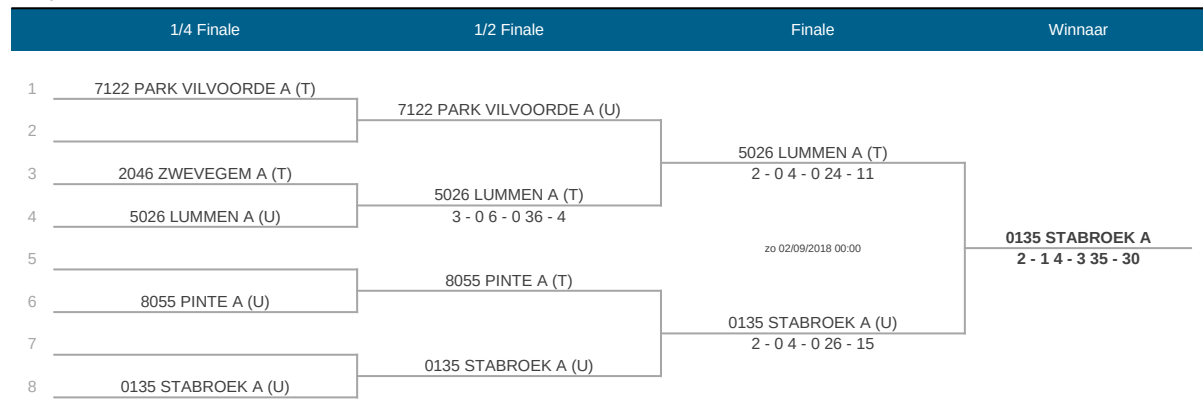 1/4 Finale 1/2 Finale Finale Winnaar
1 7122 PARK VILVOORDE A (T)
7122 PARK VILVOORDE A (U)
2
5026 LUMMEN A (T)
3 2046 ZWEVEGEM A (T) 2 - 0 4 - 0 24 - 11
5026 LUMMEN A (T)
4 5026 LUMMEN A (U) 3 - 0 6 - 0 36 - 4
0135 STABROEK A
zo 02/09/2018 00:00
5 2 - 1 4 - 3 35 - 30
8055 PINTE A (T)
6 8055 PINTE A (U)
0135 STABROEK A (U)
7 2 - 0 4 - 0 26 - 15
0135 STABROEK A (U)
8 0135 STABROEK A (U)